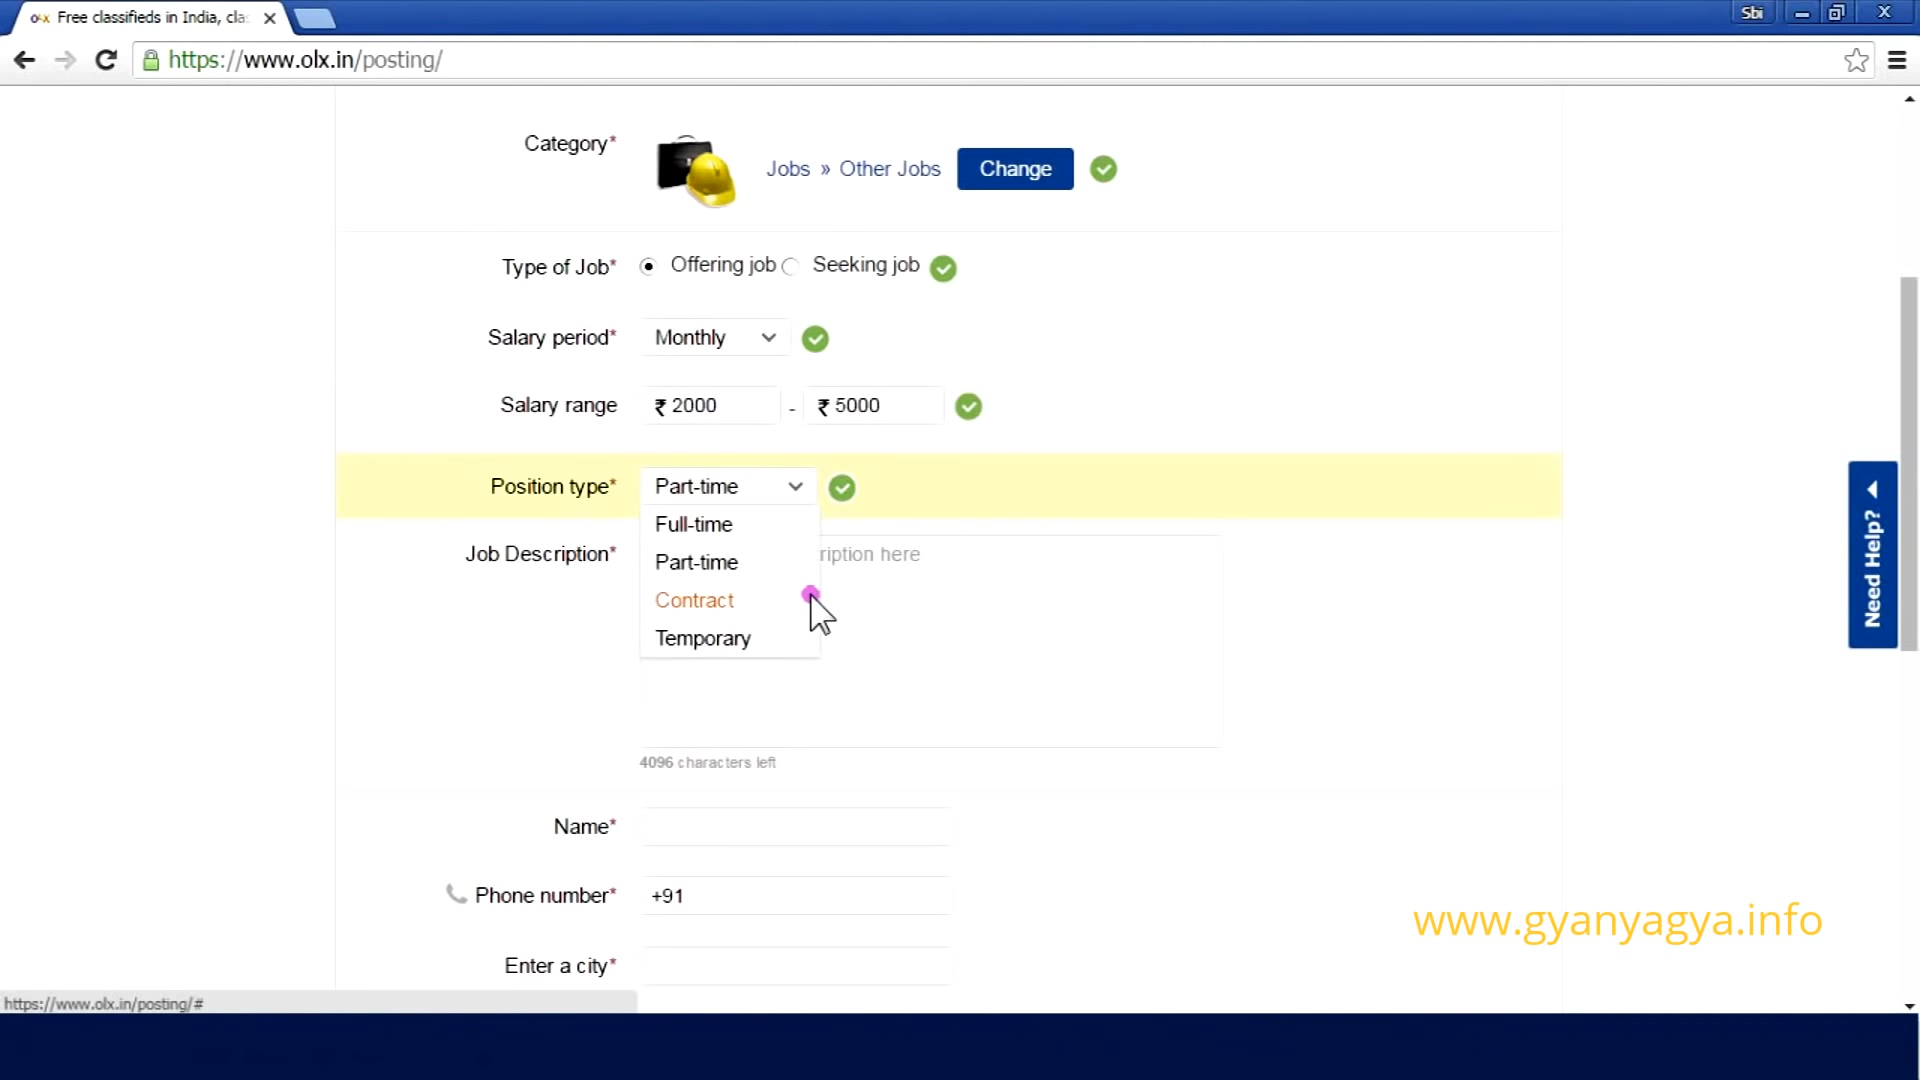 OLX Free classifieds in India, cla
Sbi
https://www.olx.in/posting/
Category*
Jobs » Other Jobs Change
Type of Job* Offering job Seeking job
Salary period* Monthly
Salary range ₹ 2000 - ₹ 5000
Position type* Part-time
Full-time
Job Description* ription here
Part-time
Contract
Temporary
4096 characters left
Name*
Phone number* +91
Enter a city*
Need Help?
www.gyanyagya.info
https://www.olx.in/posting/#